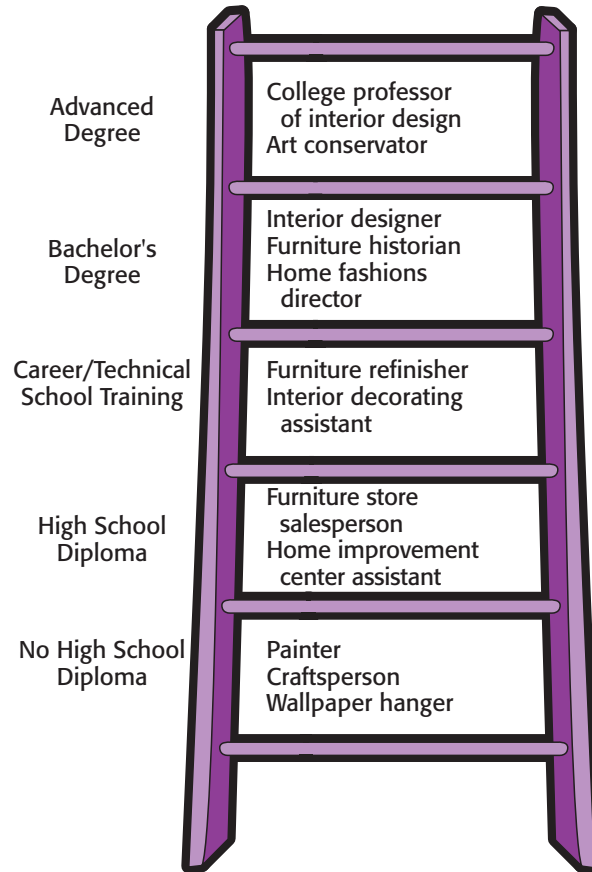 Advanced
Degree
College professor
of interior design
Art conservator
Bachelor's
Degree
Interior designer
Furniture historian
Home fashions
director
Career/Technical
School Training
Furniture refinisher
Interior decorating
assistant
High School
Diploma
Furniture store
salesperson
Home improvement
center assistant
No High School
Diploma
Painter
Craftsperson
Wallpaper hanger